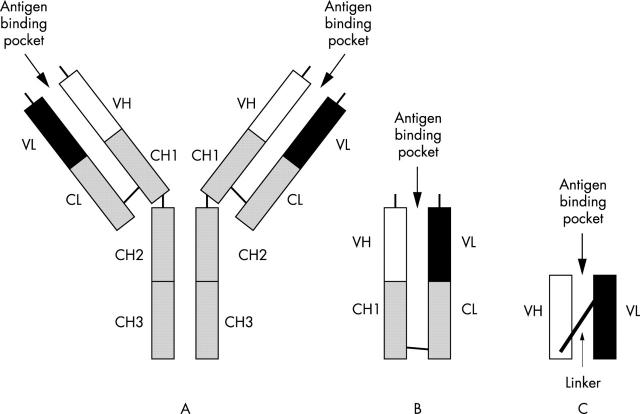 Antigen
binding
pocket
Antigen
binding
pocket
VH
VH
VL
VL
CH1
CH1
CL
CL
CH2
CH2
CH3
CH3
A
Antigen
binding
pocket
VH
VL
CH1
CL
B
Antigen
binding
pocket
VH
VL
Linker
C